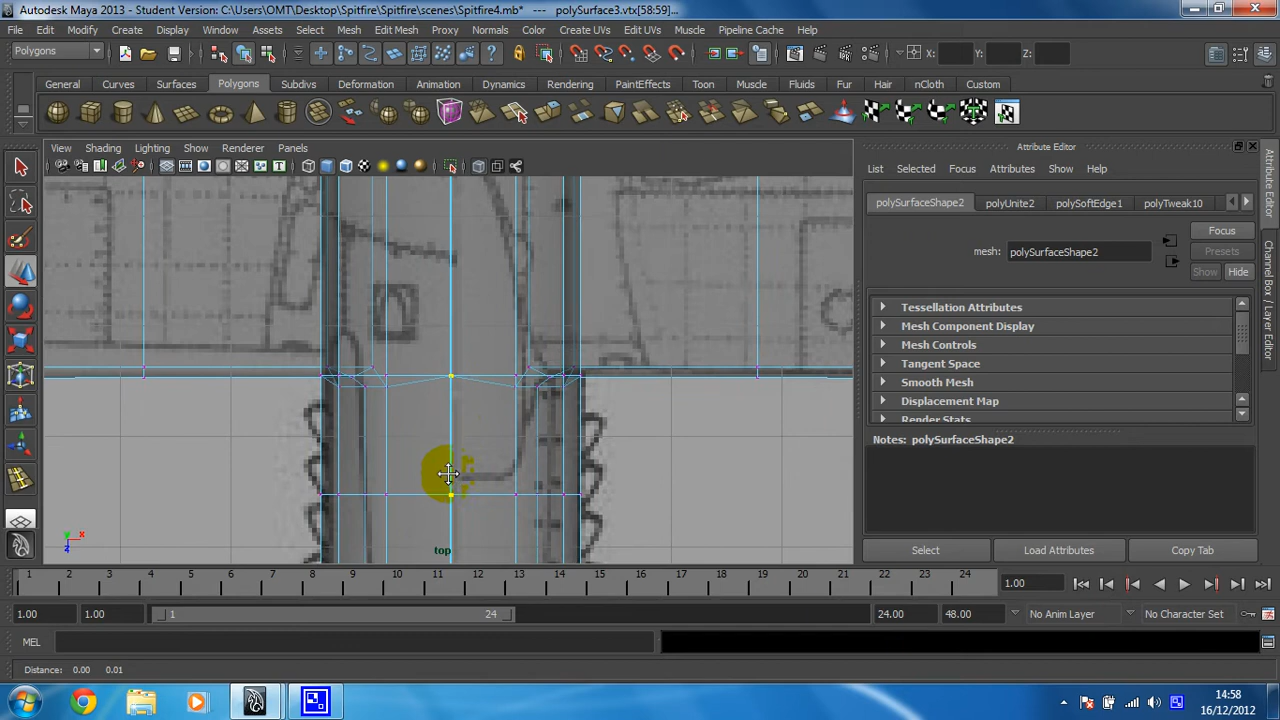 Autodesk Maya 2013 - Student Version: C:\Users\OMT\Desktop\Spitfire\Spitfire\scenes\Spitfire4.mb* --- polySurface3.vtx[58:59]...
File Edit Modify Create Display Window Assets Select Mesh Edit Mesh Proxy Normals Color Create UVs Edit UVs Muscle Pipeline Cache Help
Polygons X: Y: Z:
General Curves Surfaces Polygons Subdivs Deformation Animation Dynamics Rendering PaintEffects Toon Muscle Fluids Fur Hair nCloth Custom
View Shading Lighting Show Renderer Panels
Attribute Editor
List Selected Focus Attributes Show Help
polySurfaceShape2 polyUnite2 polySoftEdge1 polyTweak10
Focus
mesh: polySurfaceShape2
Presets
Show Hide
Tessellation Attributes
Mesh Component Display
Mesh Controls
Tangent Space
Smooth Mesh
Displacement Map
Render Stats
Notes: polySurfaceShape2
Attribute Editor
Channel Box / Layer Editor
y x
z
top
Select Load Attributes Copy Tab
1 2 3 4 5 6 7 8 9 10 11 12 13 14 15 16 17 18 19 20 21 22 23 24 1.00
1.00 1.00 1 24 24.00 48.00 No Anim Layer No Character Set
MEL
Distance: 0.00 0.01
14:58
16/12/2012